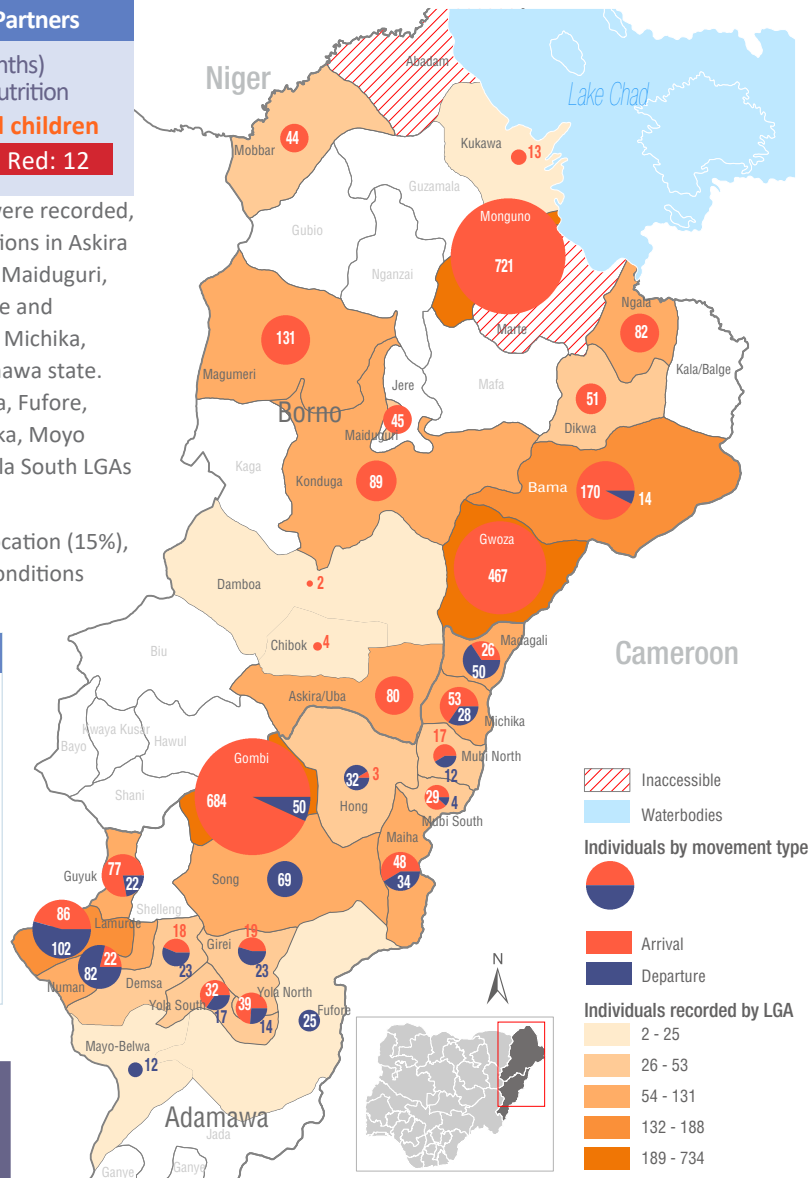 Partners
nths)
utrition
d children
Red: 12
were recorded,
tions in Askira
Maiduguri,
e and
Michika,
nawa state.
a, Fufore,
ka, Moyo
la South LGAs
ocation (15%),
onditions
Niger
Lake Chad
Abadam
Mobbar
44
Kukawa
13
Guzamala
Monguno
721
Gubio
Nganzai
Marte
Ngala
82
Magumeri
131
Jere
Mafa
Kala/Balge
Borno
Maiduguri
45
51
Dikwa
Kaga
Konduga
89
Bama
170
14
Gwoza
467
Damboa
2
Chibok
4
Madagali
26
50
Cameroon
Biu
Askira/Uba
80
53
28
Michika
Kwaya Kusar
Bayo
Hawul
17
Mubi North
12
Gombi
684
50
32
3
Hong
29
4
Mubi South
Shani
Maiha
48
34
Guyuk
77
22
Song
69
Shelleng
86
Lamurde
102
22
82
Numan
18
23
Demsa
Girei
19
23
Yola South
32
17
Yola North
39
14
Fufore
25
Mayo-Belwa
12
Adamawa
Jada
Ganye
Ganye
N
Inaccessible
Waterbodies
Individuals by movement type
Arrival
Departure
Individuals recorded by LGA
2 - 25
26 - 53
54 - 131
132 - 188
189 - 734